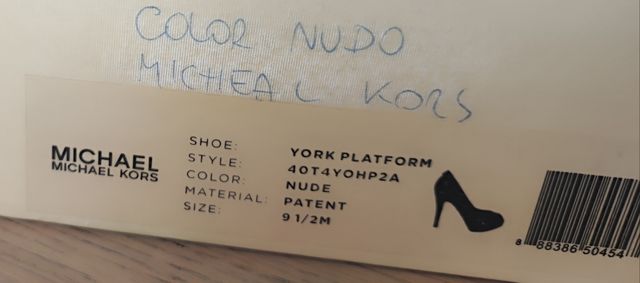 COLOR NUDO
MICHEAL KORS
MICHAEL
MICHAEL KORS
SHOE: YORK PLATFORM
STYLE: 40T4YOHP2A
COLOR: NUDE
MATERIAL: PATENT
SIZE: 9 1/2M
8 88386 50454